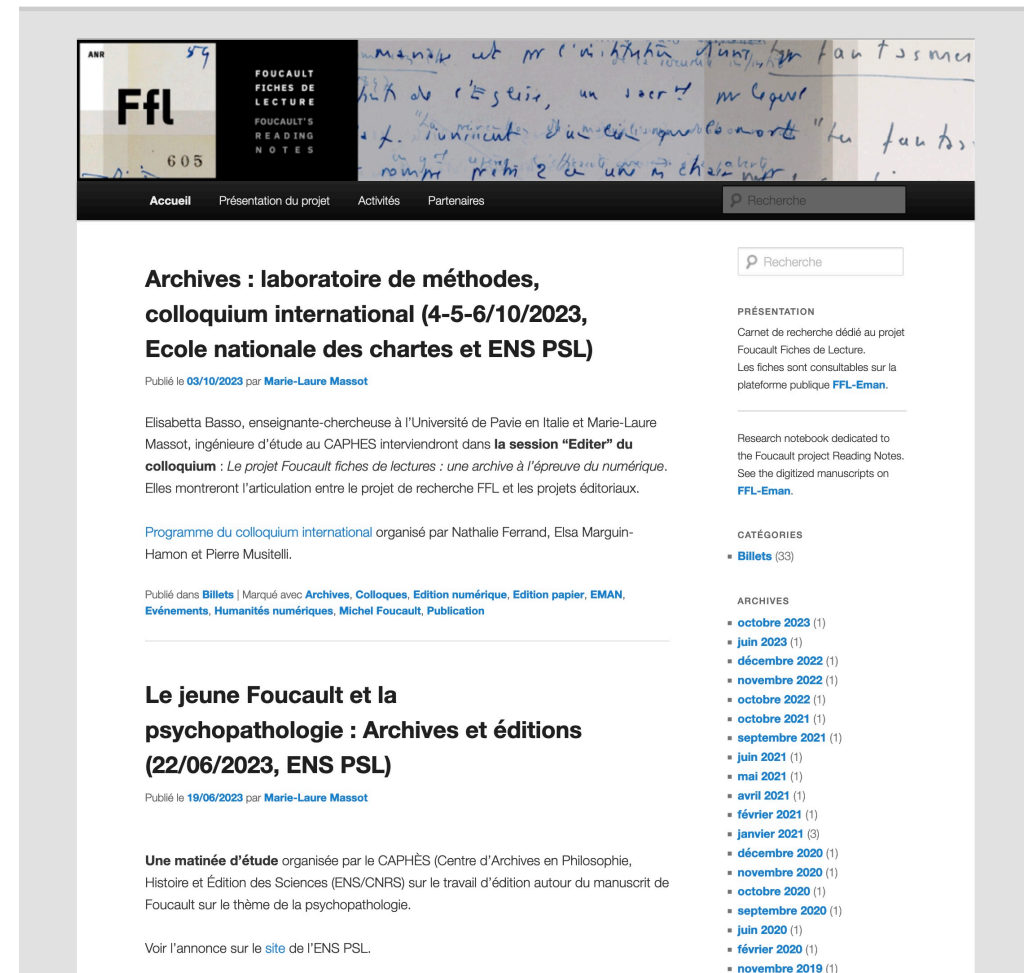 ANR
59
Ffl
605
FOUCAULT
FICHES DE
LECTURE
FOUCAULT'S
READING
NOTES
de l'Eglise, un
Accueil Présentation du projet Activités Partenaires Recherche
Archives : laboratoire de méthodes,
colloquium international (4-5-6/10/2023,
Ecole nationale des chartes et ENS PSL)
Publié le 03/10/2023 par Marie-Laure Massot
Elisabetta Basso, enseignante-chercheuse à l'Université de Pavie en Italie et Marie-Laure
Massot, ingénieure d'étude au CAPHES interviendront dans la session “Editer” du
colloquium : Le projet Foucault fiches de lectures : une archive à l'épreuve du numérique.
Elles montreront l'articulation entre le projet de recherche FFL et les projets éditoriaux.
Programme du colloquium international organisé par Nathalie Ferrand, Elsa Marguin-
Hamon et Pierre Musitelli.
Publié dans Billets | Marqué avec Archives, Colloques, Edition numérique, Edition papier, EMAN,
Evénements, Humanités numériques, Michel Foucault, Publication
Le jeune Foucault et la
psychopathologie : Archives et éditions
(22/06/2023, ENS PSL)
Publié le 19/06/2023 par Marie-Laure Massot
Une matinée d'étude organisée par le CAPHÈS (Centre d'Archives en Philosophie,
Histoire et Édition des Sciences (ENS/CNRS) sur le travail d'édition autour du manuscrit de
Foucault sur le thème de la psychopathologie.
Voir l'annonce sur le site de l'ENS PSL.
Recherche
PRÉSENTATION
Carnet de recherche dédié au projet
Foucault Fiches de Lecture.
Les fiches sont consultables sur la
plateforme publique FFL-Eman.
Research notebook dedicated to
the Foucault project Reading Notes.
See the digitized manuscripts on
FFL-Eman.
CATÉGORIES
Billets (33)
ARCHIVES
octobre 2023 (1)
juin 2023 (1)
décembre 2022 (1)
novembre 2022 (1)
octobre 2022 (1)
octobre 2021 (1)
septembre 2021 (1)
juin 2021 (1)
mai 2021 (1)
avril 2021 (1)
février 2021 (1)
janvier 2021 (3)
décembre 2020 (1)
novembre 2020 (1)
octobre 2020 (1)
septembre 2020 (1)
juin 2020 (1)
février 2020 (1)
novembre 2019 (1)